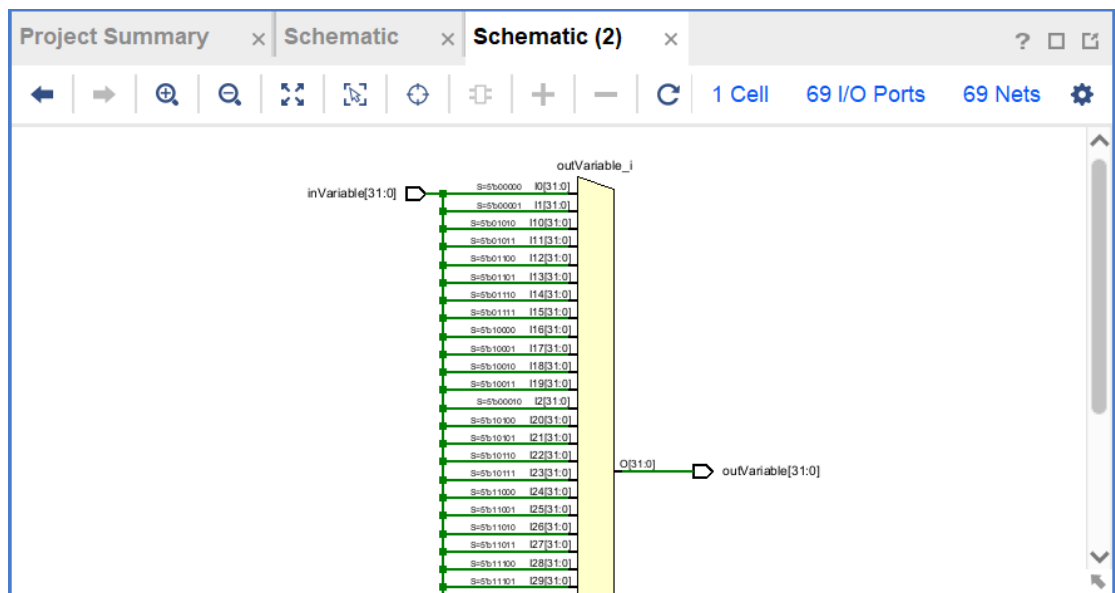 Project Summary × Schematic × Schematic (2) × ?
1 Cell 69 I/O Ports 69 Nets
outVariable_i
inVariable[31:0]
S=5'b00000 I0[31:0]
S=5'b00001 I1[31:0]
S=5'b01010 I10[31:0]
S=5'b01011 I11[31:0]
S=5'b01100 I12[31:0]
S=5'b01101 I13[31:0]
S=5'b01110 I14[31:0]
S=5'b01111 I15[31:0]
S=5'b10000 I16[31:0]
S=5'b10001 I17[31:0]
S=5'b10010 I18[31:0]
S=5'b10011 I19[31:0]
S=5'b00010 I2[31:0]
S=5'b10100 I20[31:0]
S=5'b10101 I21[31:0]
S=5'b10110 I22[31:0]
O[31:0]
outVariable[31:0]
S=5'b10111 I23[31:0]
S=5'b11000 I24[31:0]
S=5'b11001 I25[31:0]
S=5'b11010 I26[31:0]
S=5'b11011 I27[31:0]
S=5'b11100 I28[31:0]
S=5'b11101 I29[31:0]